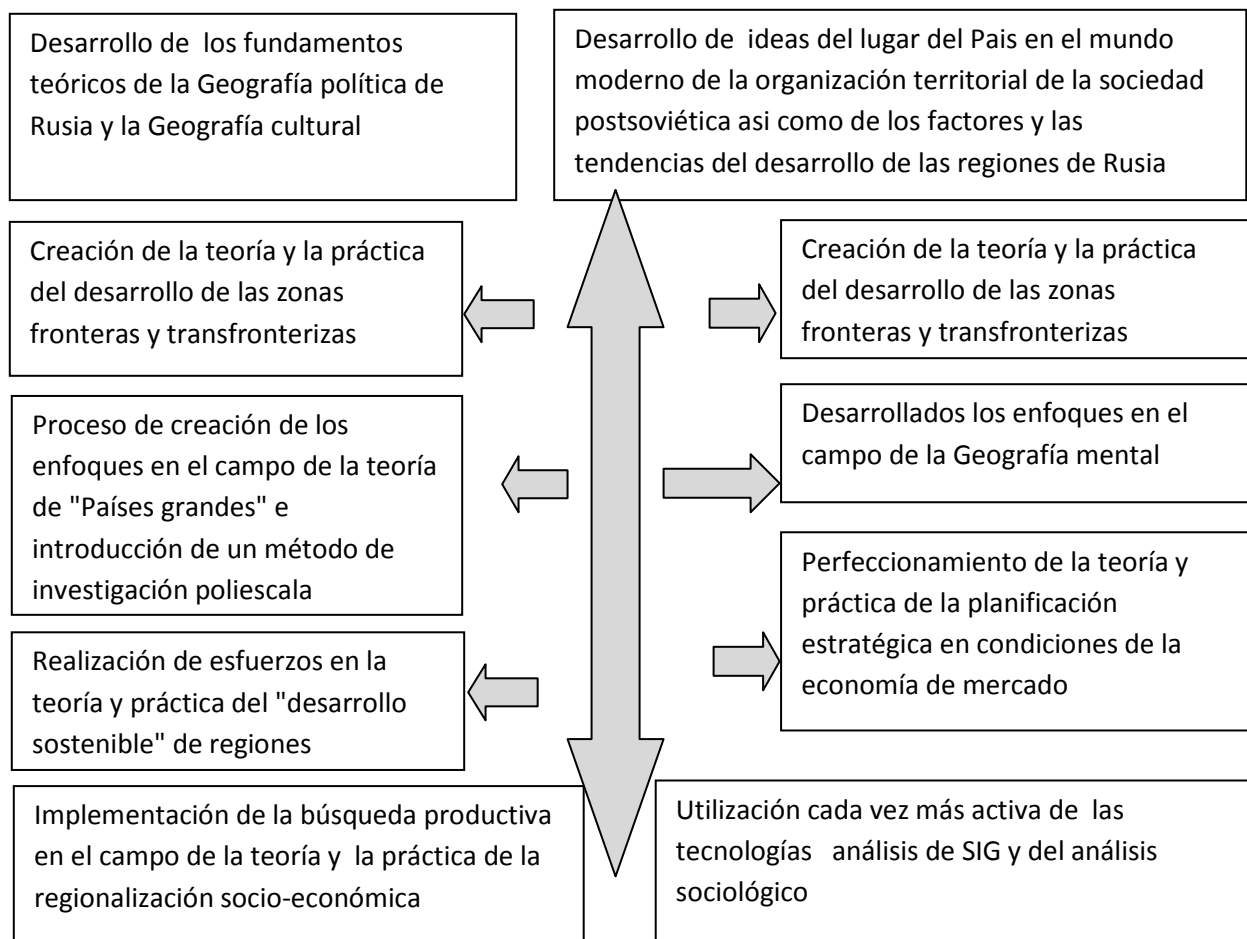 Desarrollo de los fundamentos
teóricos de la Geografía política de
Rusia y la Geografía cultural
Desarrollo de ideas del lugar del Pais en el mundo
moderno de la organización territorial de la sociedad
postsoviética asi como de los factores y las
tendencias del desarrollo de las regiones de Rusia
Creación de la teoría y la práctica
del desarrollo de las zonas
fronteras y transfronterizas
Creación de la teoría y la práctica
del desarrollo de las zonas
fronteras y transfronterizas
Proceso de creación de los
enfoques en el campo de la teoría
de "Países grandes" e
introducción de un método de
investigación poliescala
Desarrollados los enfoques en el
campo de la Geografía mental
Perfeccionamiento de la teoría y
práctica de la planificación
estratégica en condiciones de la
economía de mercado
Realización de esfuerzos en la
teoría y práctica del "desarrollo
sostenible" de regiones
Implementación de la búsqueda productiva
en el campo de la teoría y la práctica de la
regionalización socio-económica
Utilización cada vez más activa de las
tecnologías análisis de SIG y del análisis
sociológico